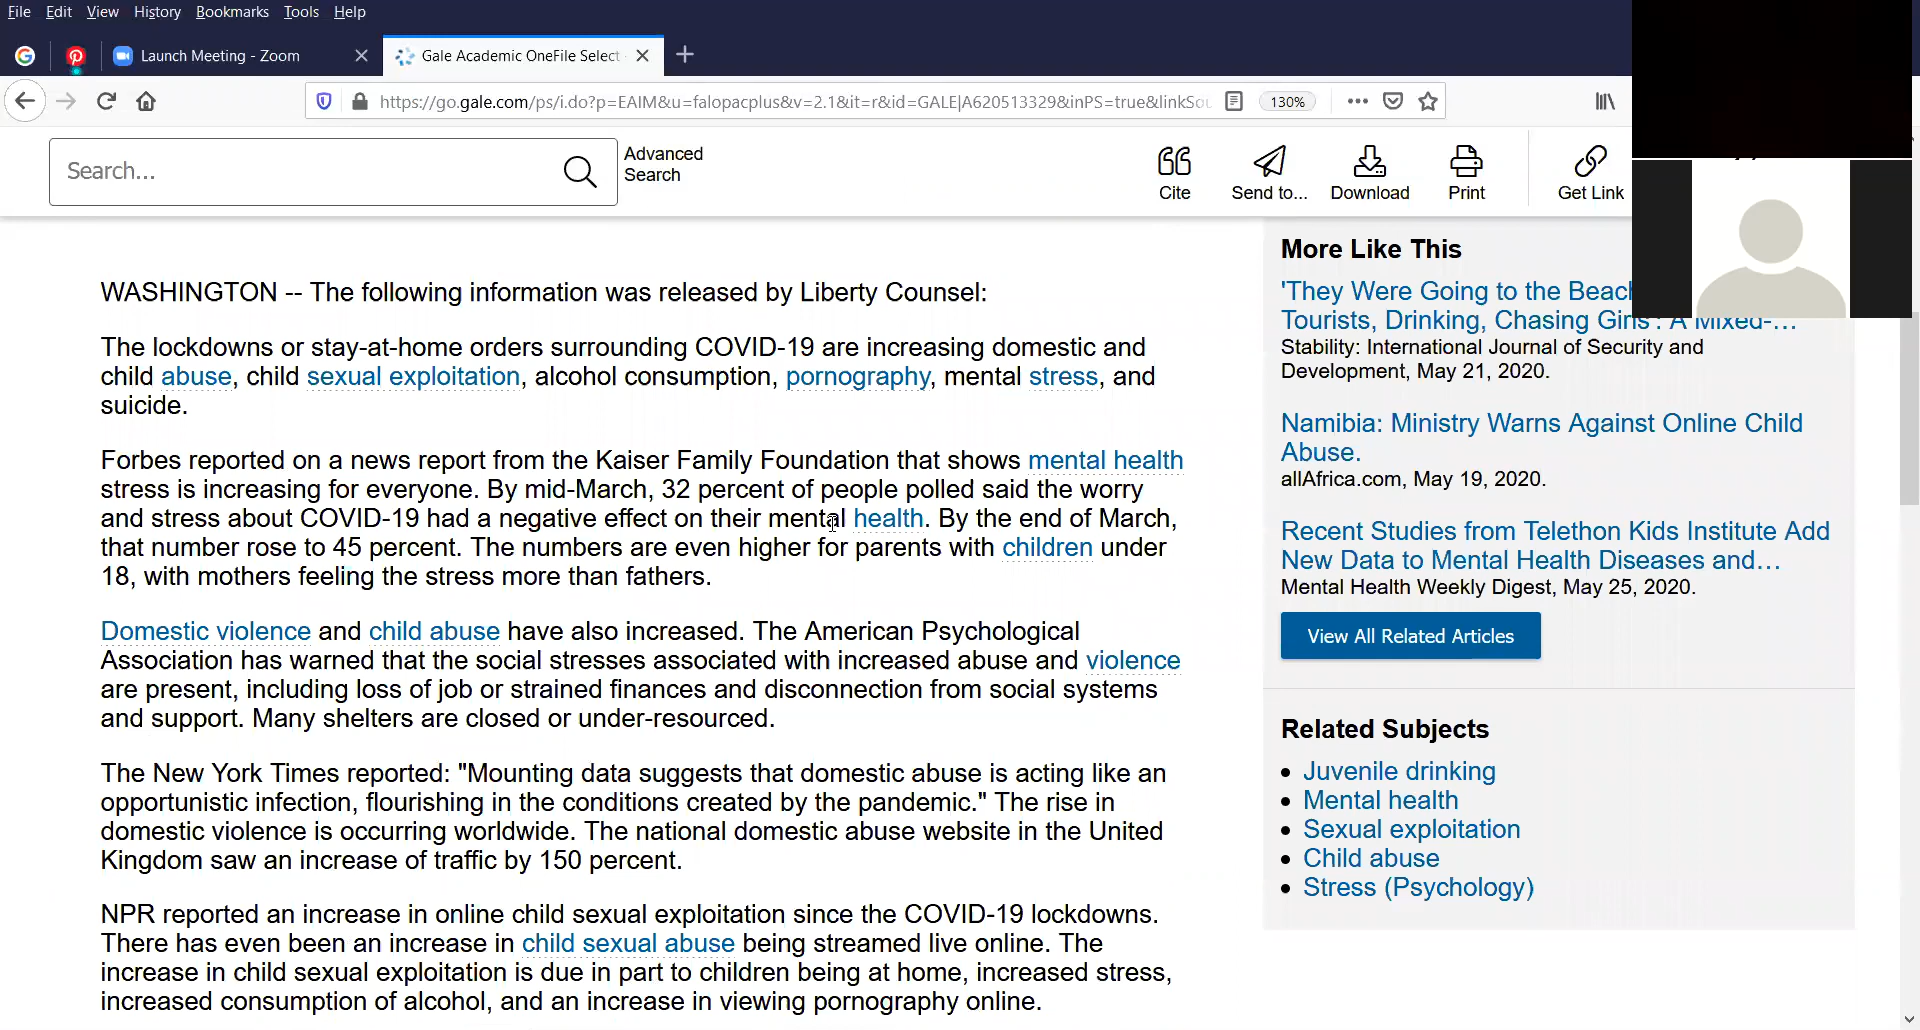 File Edit View History Bookmarks Tools Help
Launch Meeting - Zoom
Gale Academic OneFile Select
https://go.gale.com/ps/i.do?p=EAIM&u=falopacplus&v=2.1&it=r&id=GALE|A620513329&inPS=true&linkSou
130%
Search...
Advanced
Search
Cite
Send to...
Download
Print
Get Link
WASHINGTON -- The following information was released by Liberty Counsel:
The lockdowns or stay-at-home orders surrounding COVID-19 are increasing domestic and
child abuse, child sexual exploitation, alcohol consumption, pornography, mental stress, and
suicide.
Forbes reported on a news report from the Kaiser Family Foundation that shows mental health
stress is increasing for everyone. By mid-March, 32 percent of people polled said the worry
and stress about COVID-19 had a negative effect on their mental health. By the end of March,
that number rose to 45 percent. The numbers are even higher for parents with children under
18, with mothers feeling the stress more than fathers.
Domestic violence and child abuse have also increased. The American Psychological
Association has warned that the social stresses associated with increased abuse and violence
are present, including loss of job or strained finances and disconnection from social systems
and support. Many shelters are closed or under-resourced.
The New York Times reported: "Mounting data suggests that domestic abuse is acting like an
opportunistic infection, flourishing in the conditions created by the pandemic." The rise in
domestic violence is occurring worldwide. The national domestic abuse website in the United
Kingdom saw an increase of traffic by 150 percent.
NPR reported an increase in online child sexual exploitation since the COVID-19 lockdowns.
There has even been an increase in child sexual abuse being streamed live online. The
increase in child sexual exploitation is due in part to children being at home, increased stress,
increased consumption of alcohol, and an increase in viewing pornography online.
More Like This
'They Were Going to the Beach
Tourists, Drinking, Chasing Girls': A Mixed-...
Stability: International Journal of Security and
Development, May 21, 2020.
Namibia: Ministry Warns Against Online Child
Abuse.
allAfrica.com, May 19, 2020.
Recent Studies from Telethon Kids Institute Add
New Data to Mental Health Diseases and...
Mental Health Weekly Digest, May 25, 2020.
View All Related Articles
Related Subjects
Juvenile drinking
Mental health
Sexual exploitation
Child abuse
Stress (Psychology)